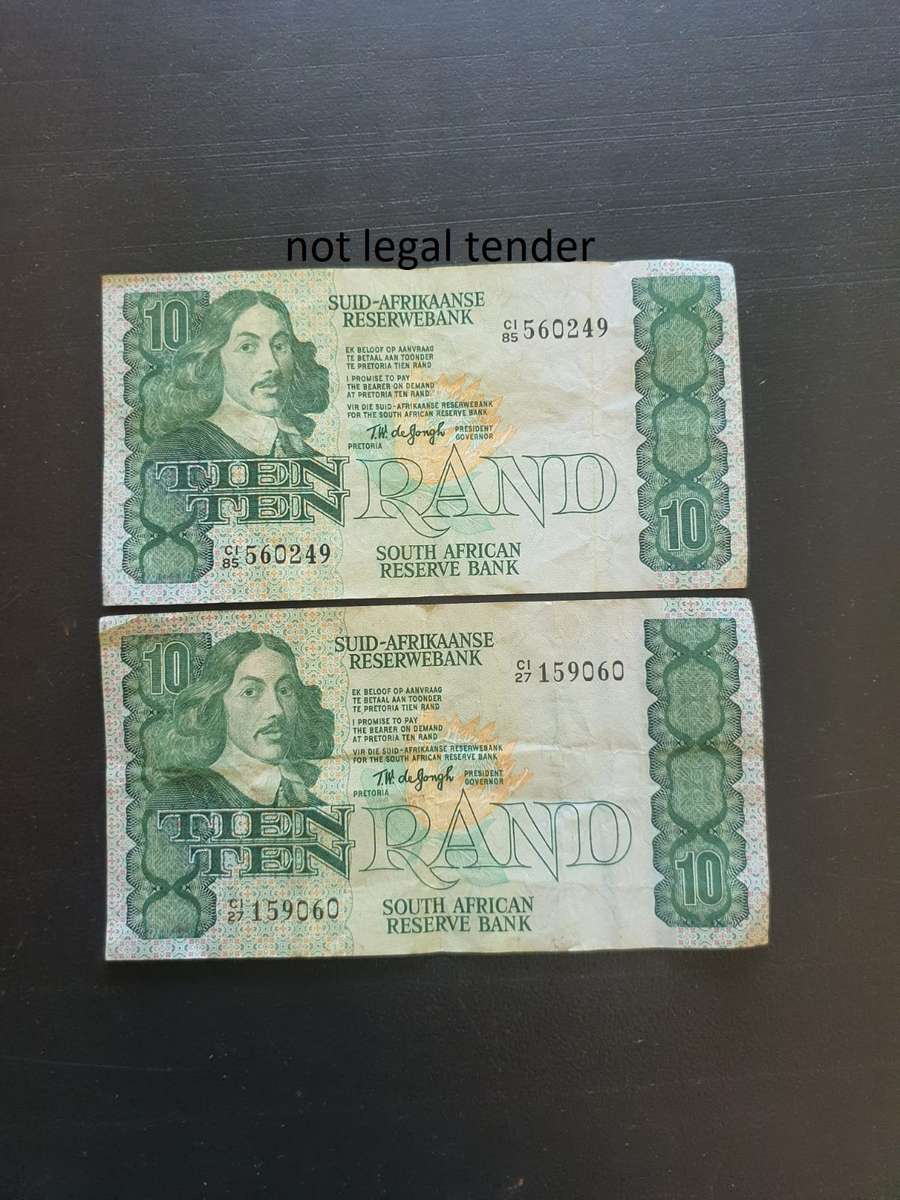 not legal tender
10
SUID-AFRIKAANSE
RESERWEBANK
C1
85 560249
EK BELOOF OP AANVRAAG
TE BETAAL AAN TOONDER
TE PRETORIA TIEN RAND
I PROMISE TO PAY
THE BEARER ON DEMAND
AT PRETORIA TEN RAND
VIR DIE SUID-AFRIKAANSE RESERWEBANK
FOR THE SOUTH AFRICAN RESERVE BANK
T.W. de Jongh PRESIDENT
GOVERNOR
PRETORIA
TIEN
TEN RAND
10
C1
85 560249
SOUTH AFRICAN
RESERVE BANK
10
SUID-AFRIKAANSE
RESERWEBANK
C1
27 159060
EK BELOOF OP AANVRAAG
TE BETAAL AAN TOONDER
TE PRETORIA TIEN RAND
I PROMISE TO PAY
THE BEARER ON DEMAND
AT PRETORIA TEN RAND
VIR DIE SUID-AFRIKAANSE RESERWEBANK
FOR THE SOUTH AFRICAN RESERVE BANK
T.W. de Jongh PRESIDENT
GOVERNOR
PRETORIA
TIEN
TEN RAND
10
C1
27 159060
SOUTH AFRICAN
RESERVE BANK